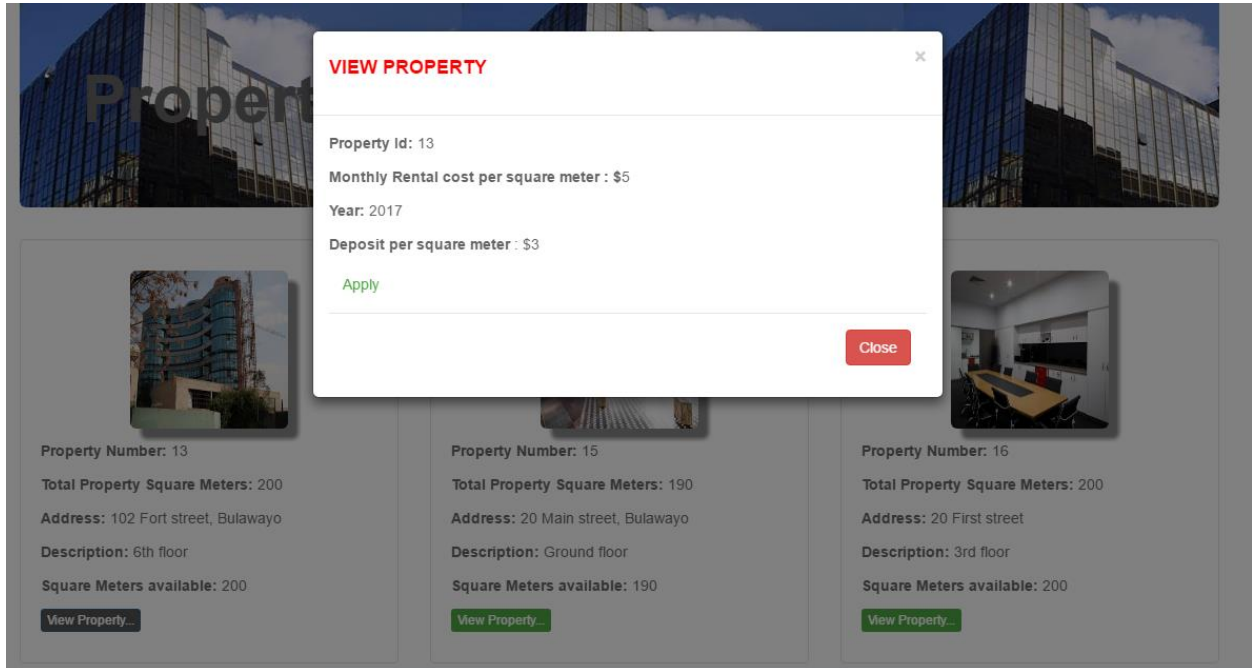 Propert
VIEW PROPERTY
×
Property Id: 13
Monthly Rental cost per square meter : $5
Year: 2017
Deposit per square meter : $3
Apply
Close
Property Number: 13
Total Property Square Meters: 200
Address: 102 Fort street, Bulawayo
Description: 6th floor
Square Meters available: 200
View Property...
Property Number: 15
Total Property Square Meters: 190
Address: 20 Main street, Bulawayo
Description: Ground floor
Square Meters available: 190
View Property...
Property Number: 16
Total Property Square Meters: 200
Address: 20 First street
Description: 3rd floor
Square Meters available: 200
View Property...